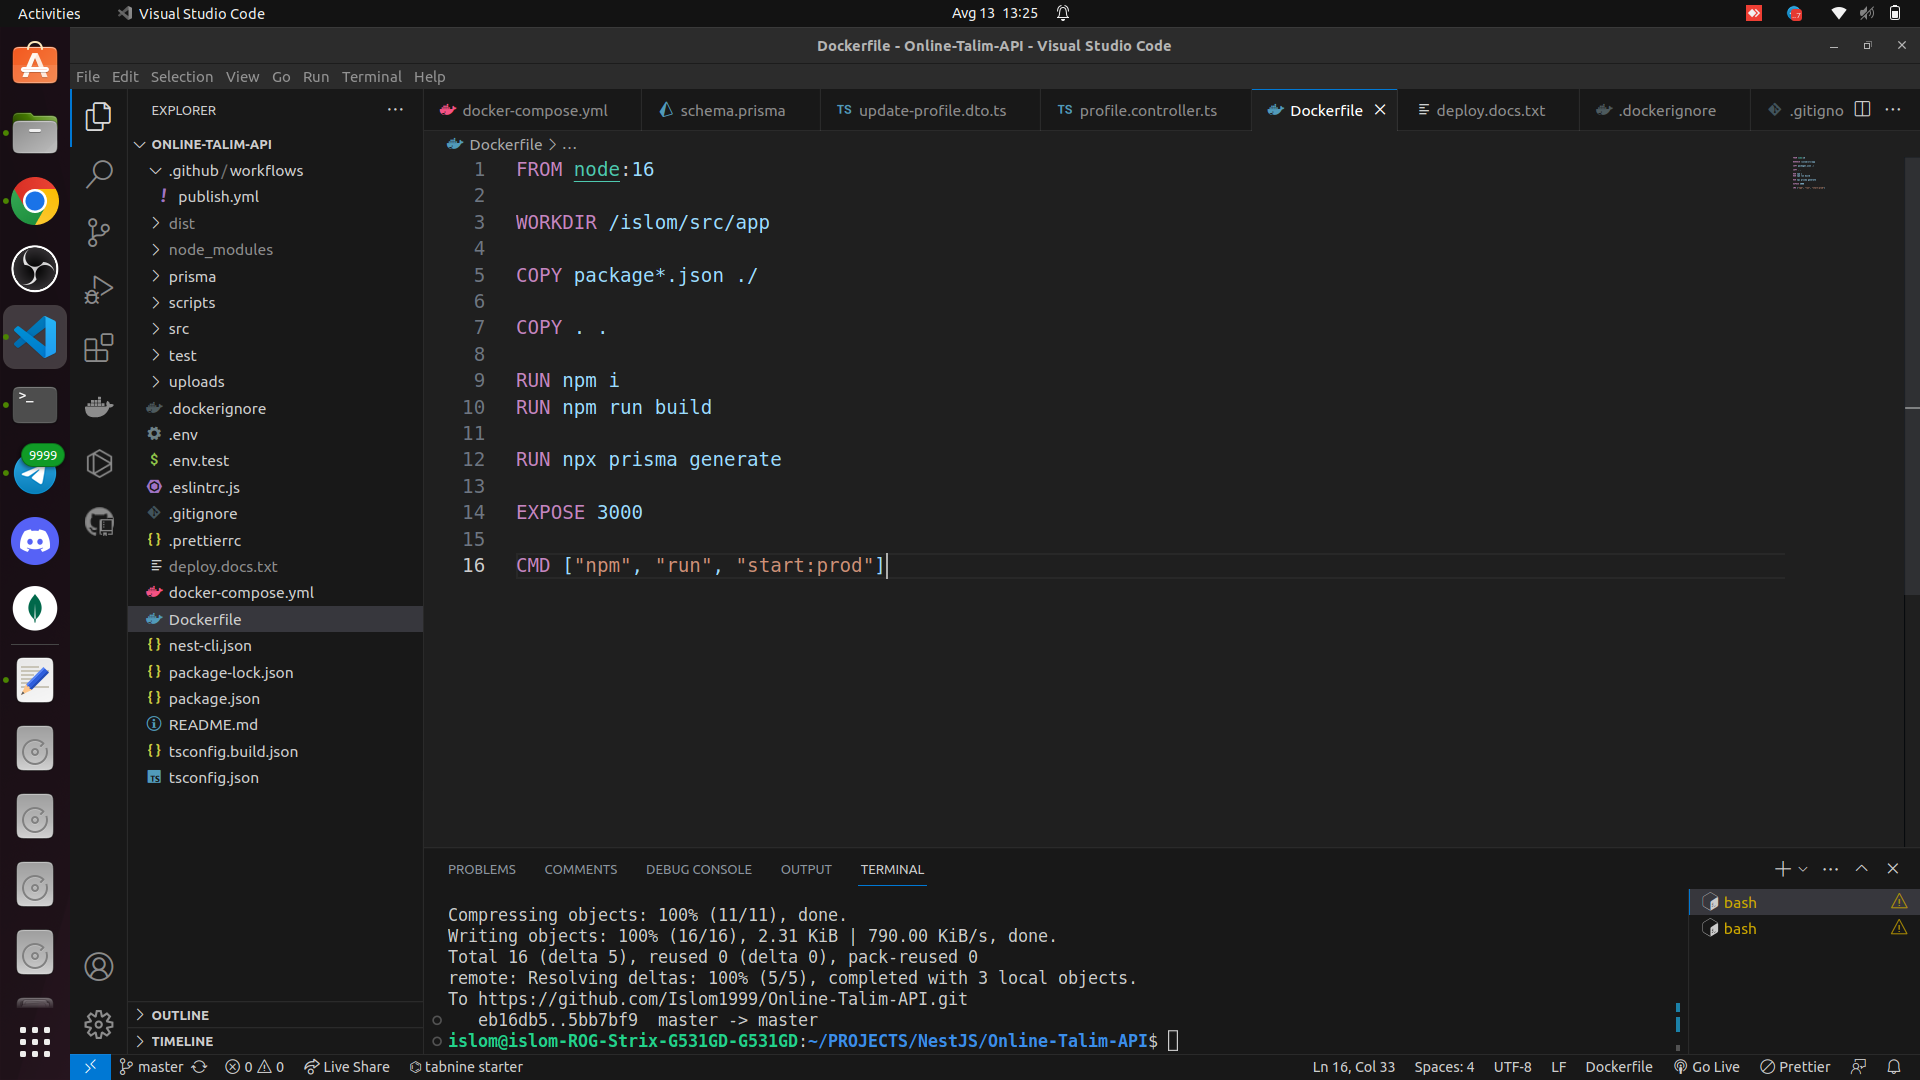 Activities
Visual Studio Code
Avg 13 13:25
Dockerfile - Online-Talim-API - Visual Studio Code
File Edit Selection View Go Run Terminal Help
EXPLORER
ONLINE-TALIM-API
.github/workflows
publish.yml
dist
node_modules
prisma
scripts
src
test
uploads
.dockerignore
.env
.env.test
.eslintrc.js
.gitignore
.prettierrc
deploy.docs.txt
docker-compose.yml
Dockerfile
nest-cli.json
package-lock.json
package.json
README.md
tsconfig.build.json
tsconfig.json
OUTLINE
TIMELINE
9999
docker-compose.yml
schema.prisma
TS update-profile.dto.ts
TS profile.controller.ts
Dockerfile
deploy.docs.txt
.dockerignore
.gitigno
Dockerfile > ...
1 FROM node:16
2
3 WORKDIR /islom/src/app
4
5 COPY package*.json ./
6
7 COPY . .
8
9 RUN npm i
10 RUN npm run build
11
12 RUN npx prisma generate
13
14 EXPOSE 3000
15
16 CMD ["npm", "run", "start:prod"]
PROBLEMS COMMENTS DEBUG CONSOLE OUTPUT TERMINAL
Compressing objects: 100% (11/11), done.
Writing objects: 100% (16/16), 2.31 KiB | 790.00 KiB/s, done.
Total 16 (delta 5), reused 0 (delta 0), pack-reused 0
remote: Resolving deltas: 100% (5/5), completed with 3 local objects.
To https://github.com/Islom1999/Online-Talim-API.git
eb16db5..5bb7bf9 master -> master
islom@islom-ROG-Strix-G531GD-G531GD:~/PROJECTS/NestJS/Online-Talim-API$
bash
bash
master 0 0 Live Share tabnine starter
Ln 16, Col 33 Spaces: 4 UTF-8 LF Dockerfile Go Live Prettier